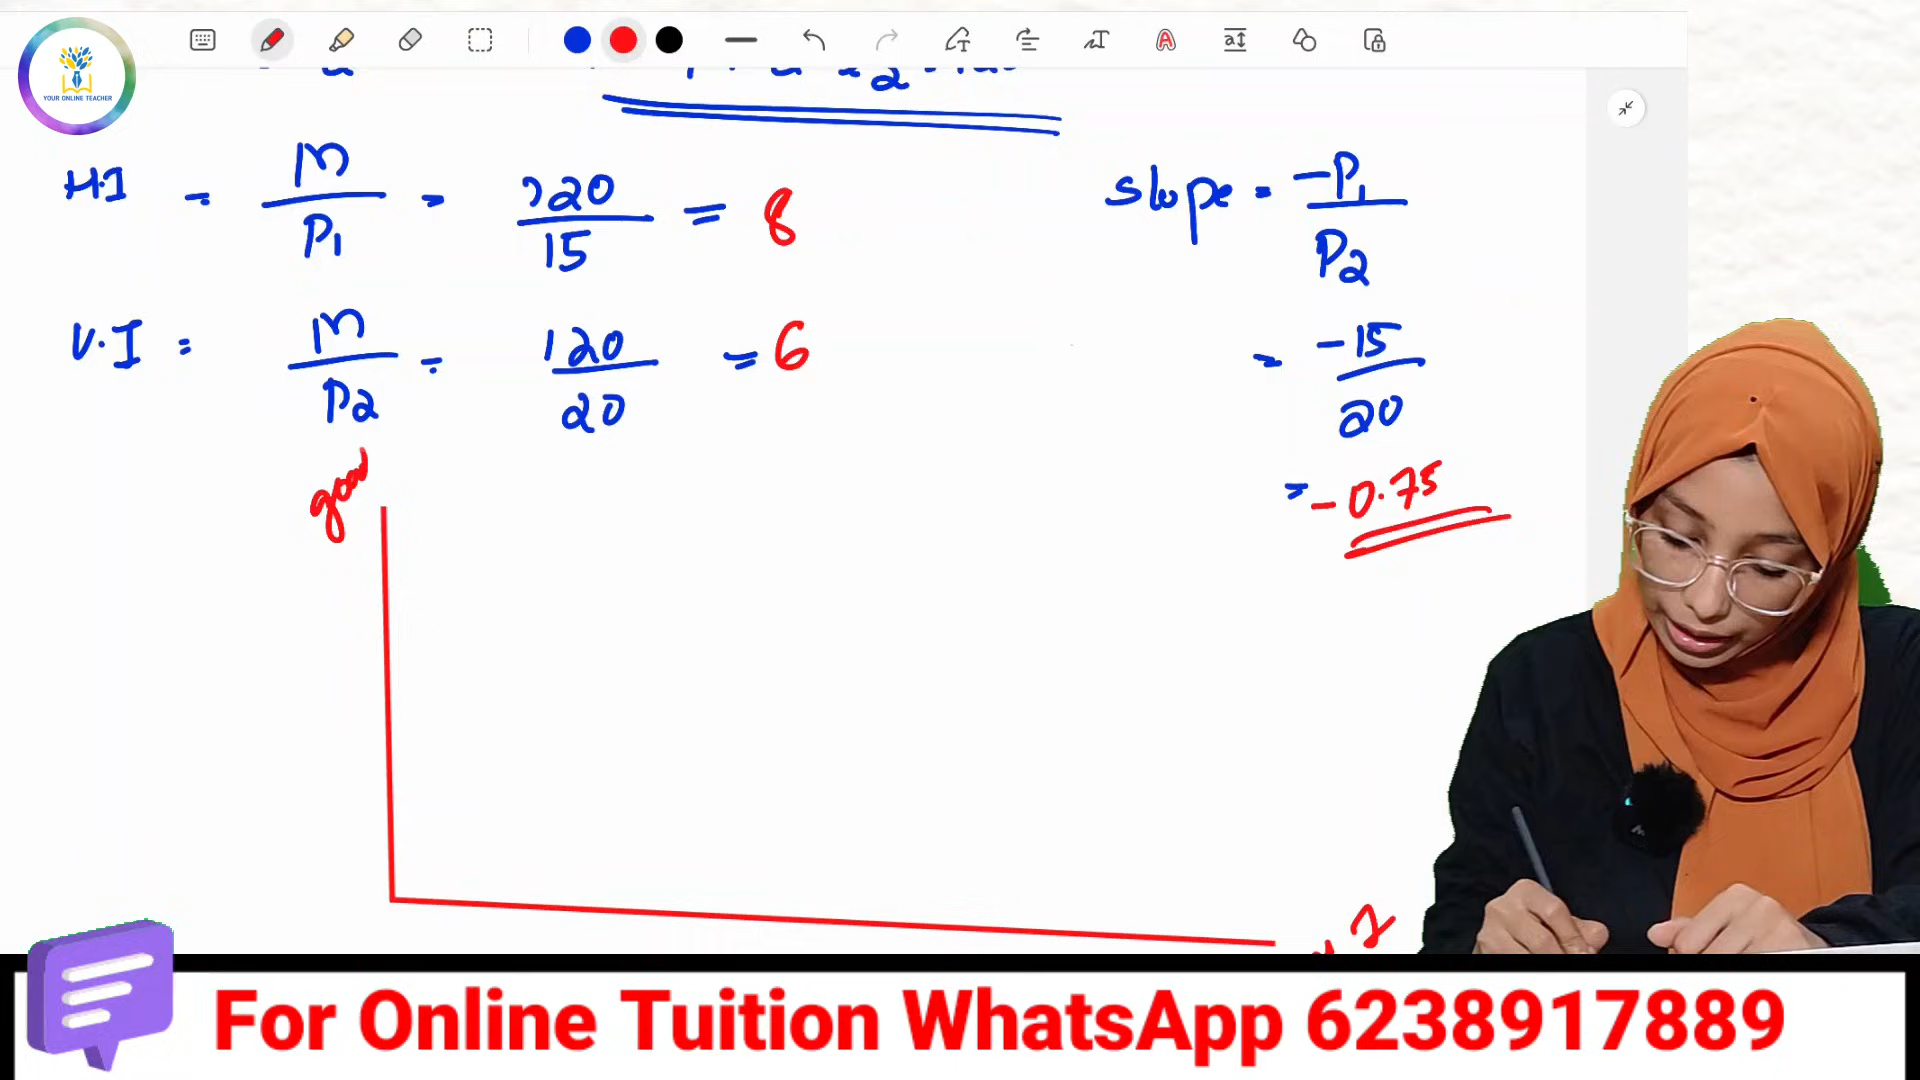 YOUR ONLINE TEACHER
H.I = m/P1 = 120/15 = 8
V.I = m/P2 = 120/20 = 6
slope = -P1/P2
= -15/20
= -0.75
good
For Online Tuition WhatsApp 6238917889